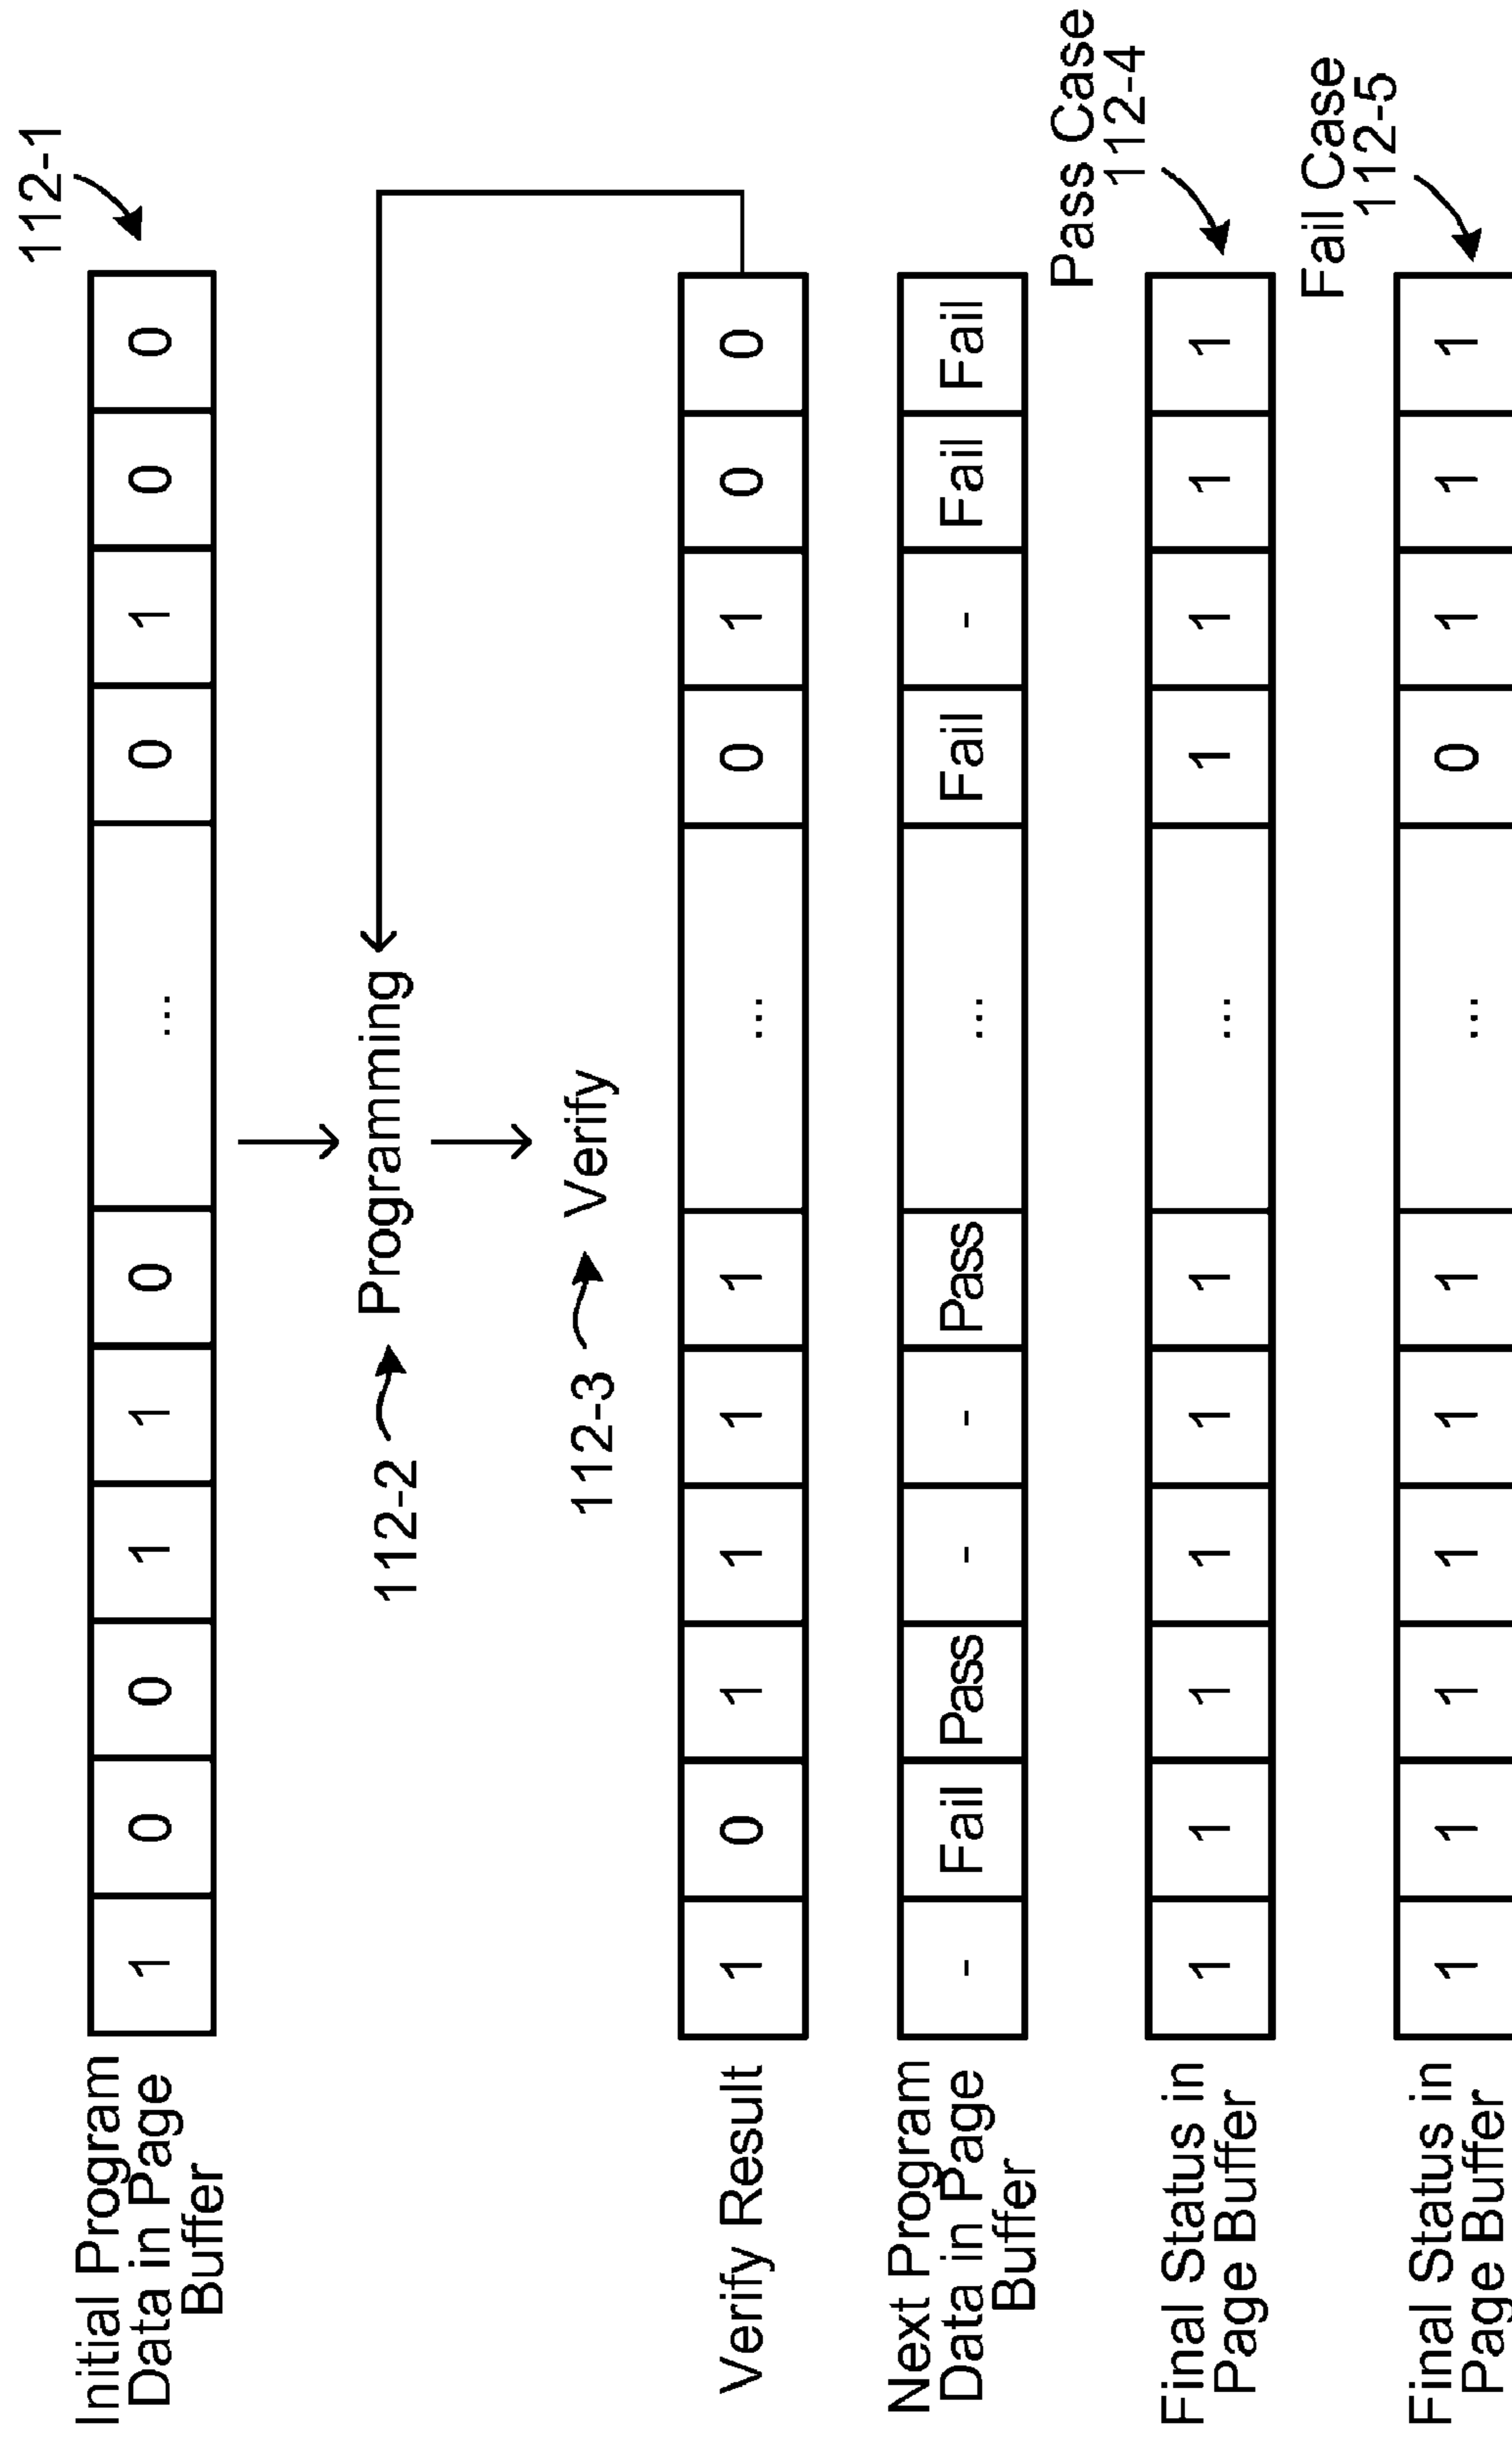 112-1
Initial Program
Data in Page
Buffer
1 0 0 1 1 0 ... 0 1 0 0
112-2 Programming
112-3 Verify
Verify Result
1 0 1 1 1 1 ... 0 1 0 0
Next Program
Data in Page
Buffer
- Fail Pass - - Pass ... Fail - Fail Fail
Pass Case
112-4
Final Status in
Page Buffer
1 1 1 1 1 1 ... 1 1 1 1
Fail Case
112-5
Final Status in
Page Buffer
1 1 1 1 1 1 ... 0 1 1 1